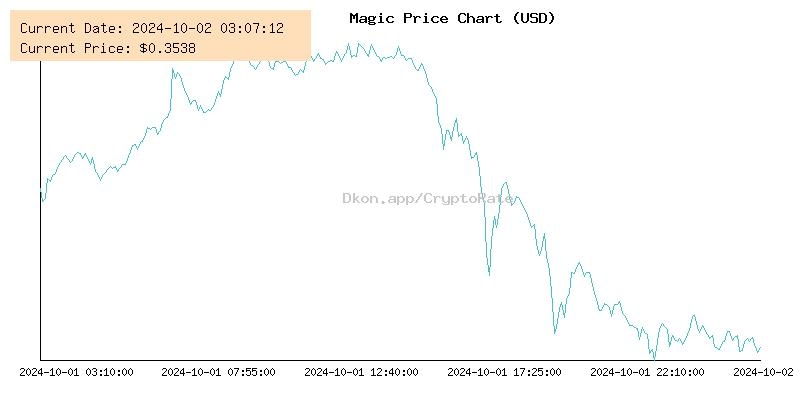 Magic Price Chart (USD)
Current Date: 2024-10-02 03:07:12
Current Price: $0.3538
Dkon.app/CryptoRate
2024-10-01 03:10:00
2024-10-01 07:55:00
2024-10-01 12:40:00
2024-10-01 17:25:00
2024-10-01 22:10:00
2024-10-02